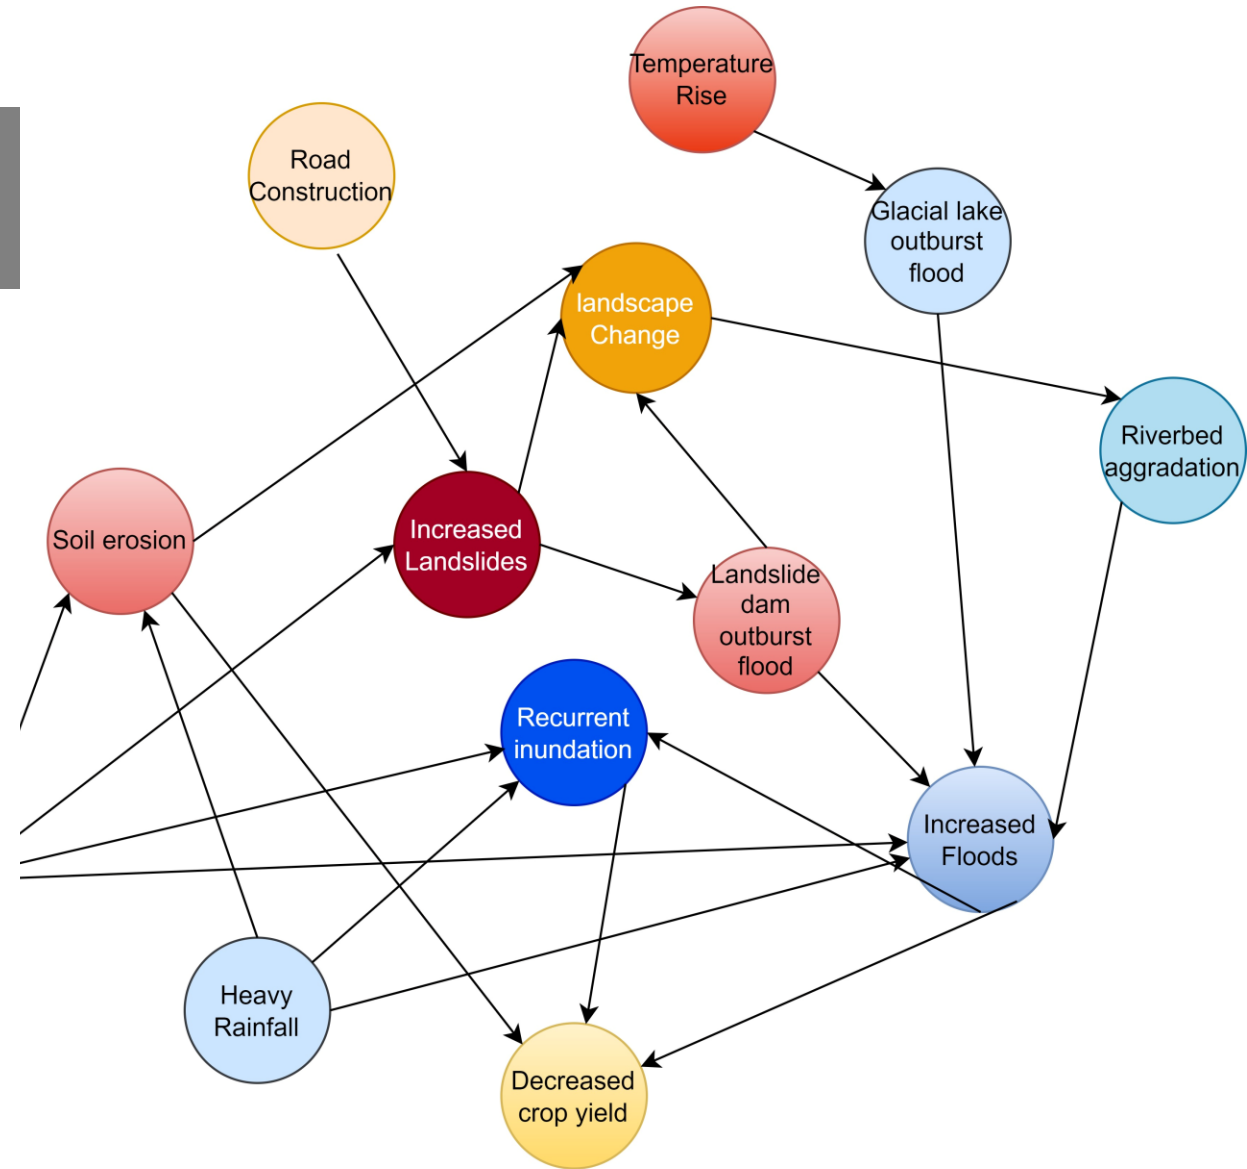 Temperature
Rise
Road
Construction
Glacial lake
outburst
flood
landscape
Change
Riverbed
aggradation
Soil erosion
Increased
Landslides
Landslide
dam
outburst
flood
Recurrent
inundation
Increased
Floods
Heavy
Rainfall
Decreased
crop yield